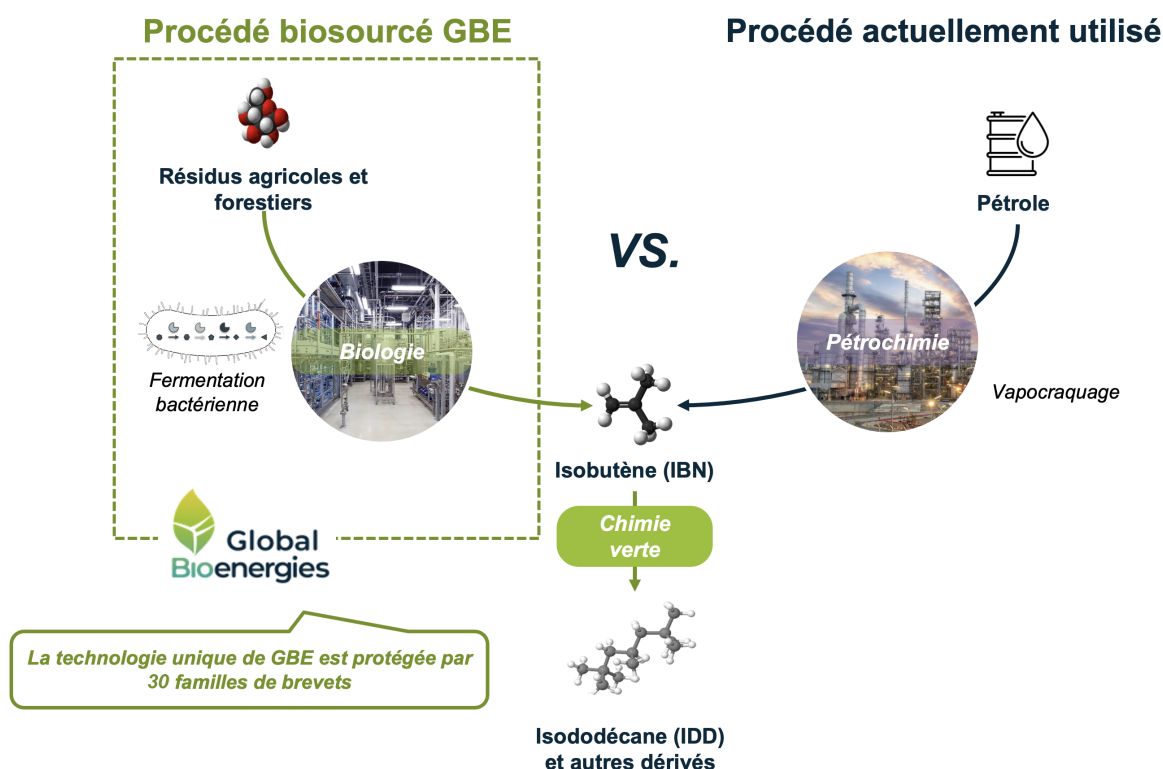 Procédé biosourcé GBE
Procédé actuellement utilisé
Résidus agricoles et
forestiers
Pétrole
VS.
Biologie
Pétrochimie
Fermentation
bactérienne
Vapocraquage
Isobutène (IBN)
Chimie
verte
Global
Bioenergies
La technologie unique de GBE est protégée par
30 familles de brevets
Isododécane (IDD)
et autres dérivés